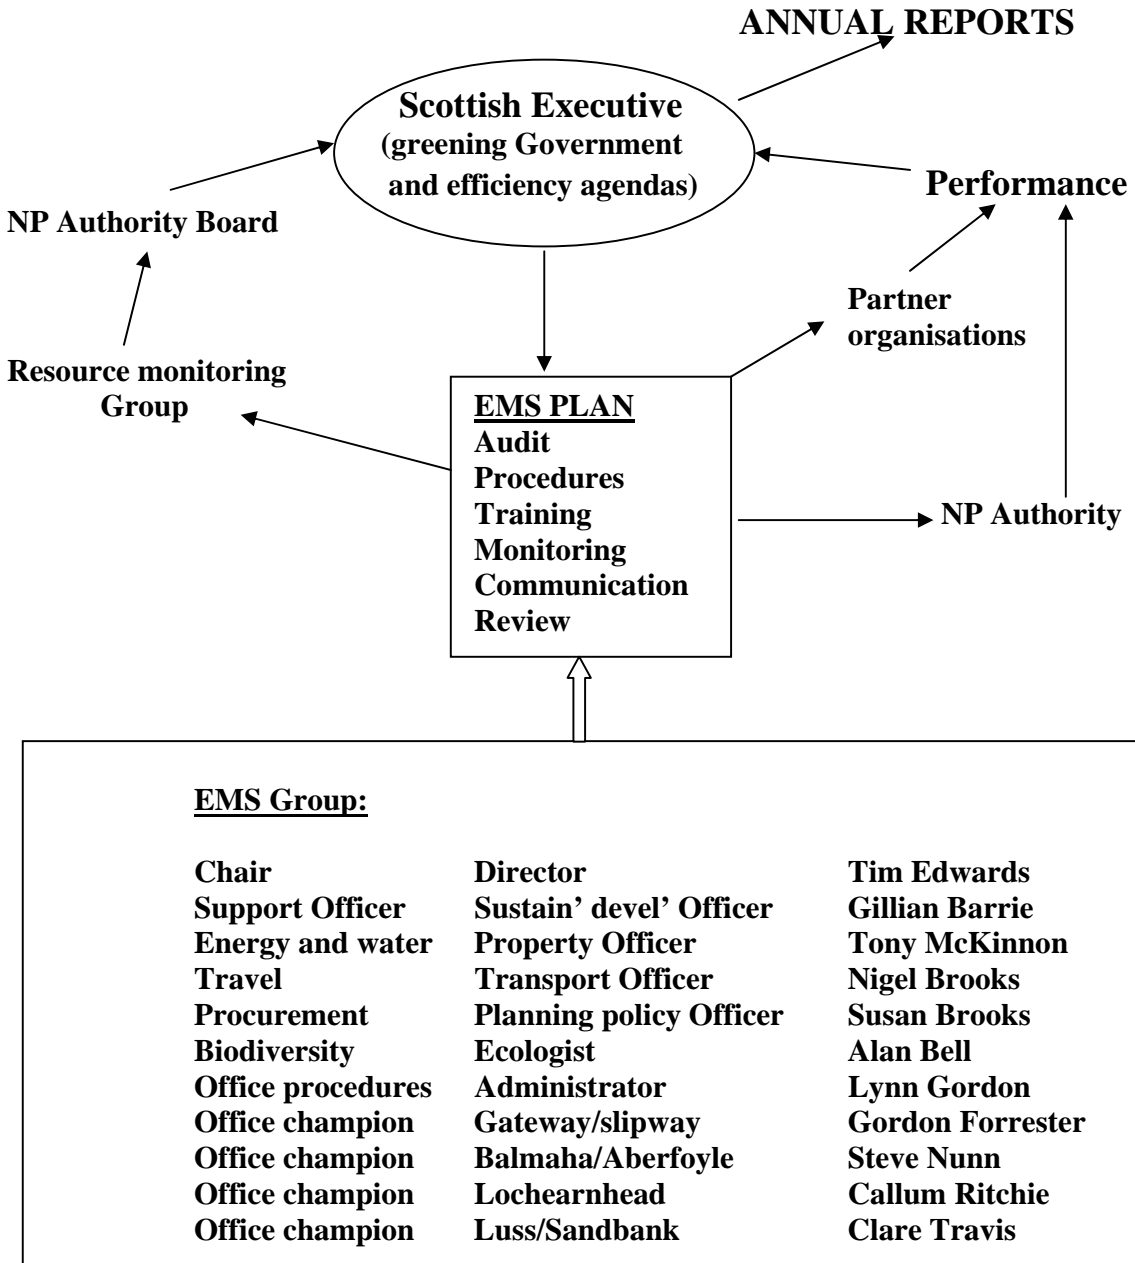 ANNUAL REPORTS
Scottish Executive
(greening Government
and efficiency agendas)
Performance
NP Authority Board
Partner
organisations
Resource monitoring
Group
EMS PLAN
Audit
Procedures
Training
Monitoring
Communication
Review
NP Authority
EMS Group:
Chair Director Tim Edwards
Support Officer Sustain’ devel’ Officer Gillian Barrie
Energy and water Property Officer Tony McKinnon
Travel Transport Officer Nigel Brooks
Procurement Planning policy Officer Susan Brooks
Biodiversity Ecologist Alan Bell
Office procedures Administrator Lynn Gordon
Office champion Gateway/slipway Gordon Forrester
Office champion Balmaha/Aberfoyle Steve Nunn
Office champion Lochearnhead Callum Ritchie
Office champion Luss/Sandbank Clare Travis